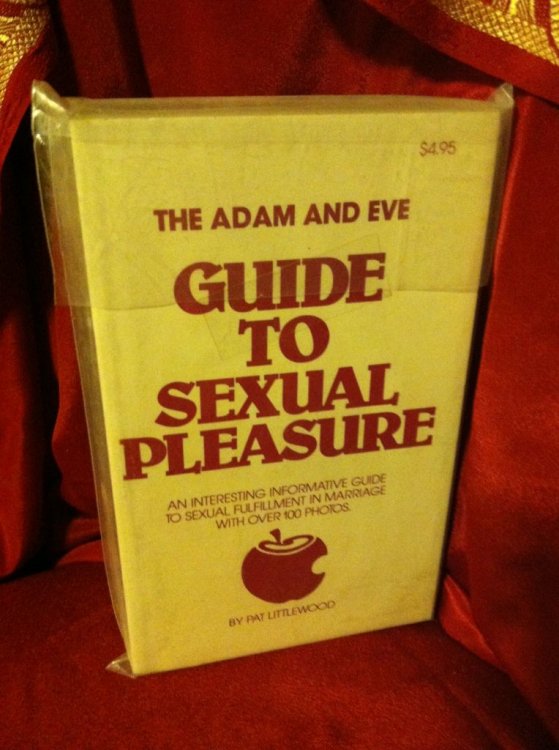 $4.95
THE ADAM AND EVE
GUIDE
TO
SEXUAL
PLEASURE
AN INTERESTING INFORMATIVE GUIDE
TO SEXUAL FULFILLMENT IN MARRIAGE
WITH OVER 100 PHOTOS.
BY PAT LITTLEWOOD